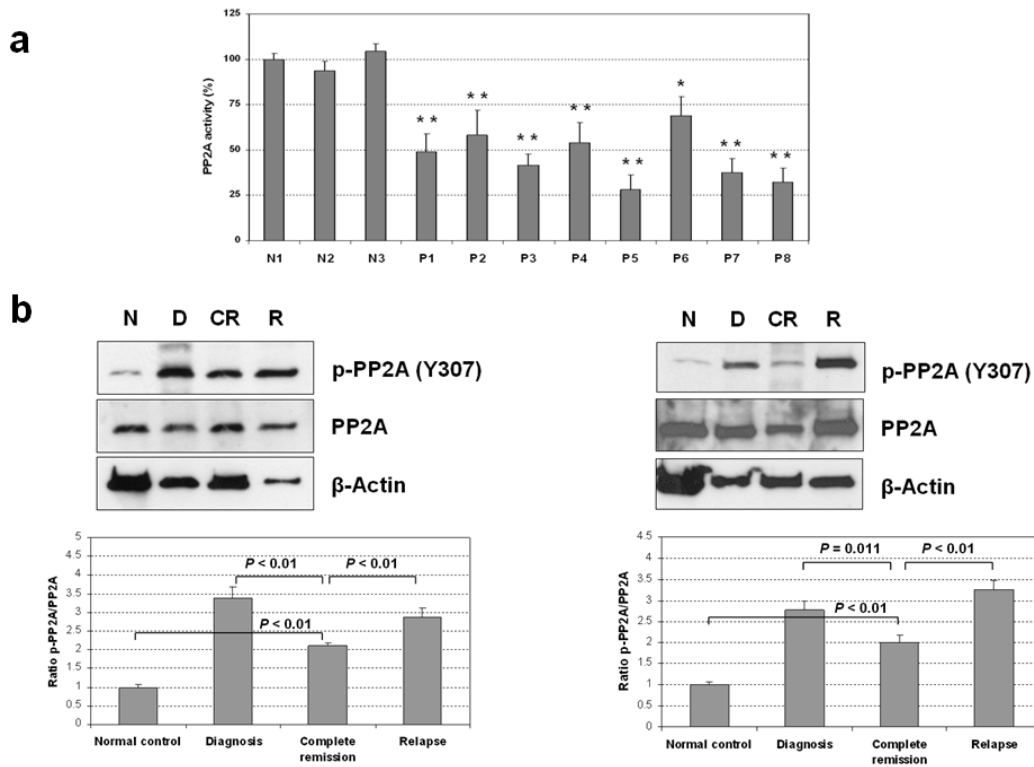 a
PP2A activity (%)
125
100
75
50
25
0
** ** ** ** ** * ** **
N1 N2 N3 P1 P2 P3 P4 P5 P6 P7 P8
b
N D CR R
p-PP2A (Y307)
PP2A
β-Actin
Ratio p-PP2A/PP2A
5
4.5
4
3.5
3
2.5
2
1.5
1
0.5
0
P < 0.01 P < 0.01
P < 0.01
Normal control Diagnosis Complete remission Relapse
N D CR R
p-PP2A (Y307)
PP2A
β-Actin
Ratio p-PP2A/PP2A
4.5
4
3.5
3
2.5
2
1.5
1
0.5
0
P = 0.011 P < 0.01
P < 0.01
Normal control Diagnosis Complete remission Relapse